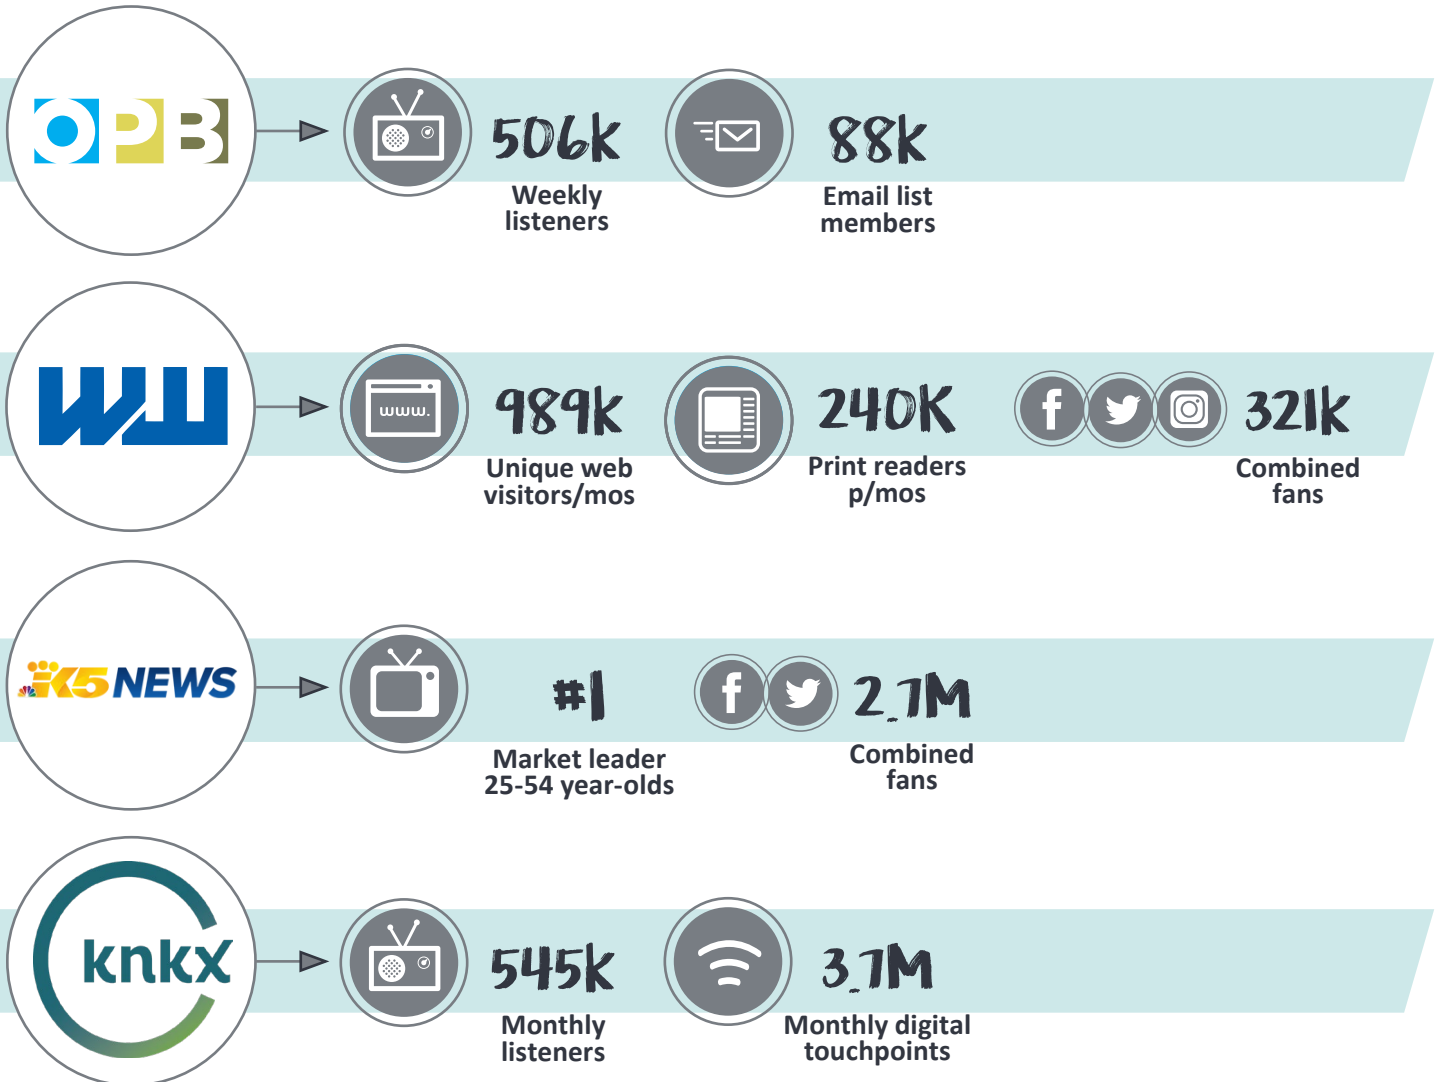 OPB
506k
Weekly
listeners
88k
Email list
members
WW
www.
989k
Unique web
visitors/mos
240K
Print readers
p/mos
f
321k
Combined
fans
K5 NEWS
#1
Market leader
25-54 year-olds
f
2.7M
Combined
fans
knkx
545k
Monthly
listeners
3.7M
Monthly digital
touchpoints